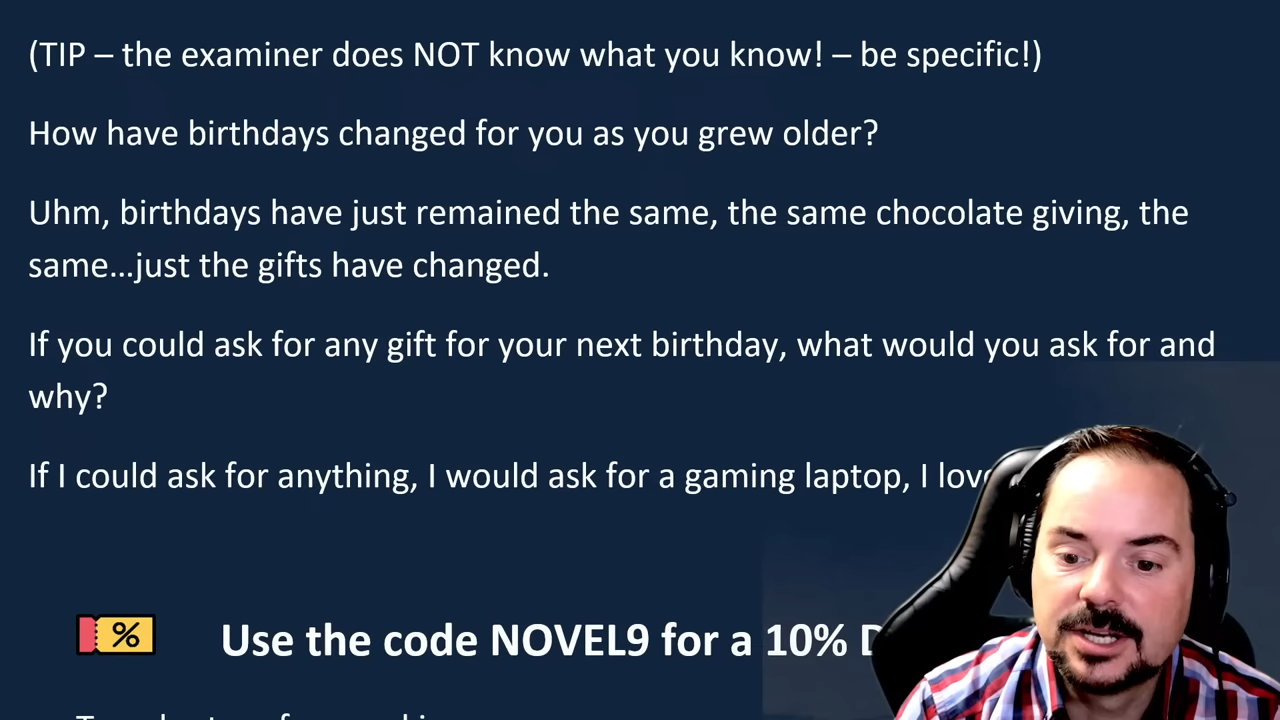 (TIP – the examiner does NOT know what you know! – be specific!)
How have birthdays changed for you as you grew older?
Uhm, birthdays have just remained the same, the same chocolate giving, the
same…just the gifts have changed.
If you could ask for any gift for your next birthday, what would you ask for and
why?
If I could ask for anything, I would ask for a gaming laptop, I love
%
Use the code NOVEL9 for a 10%